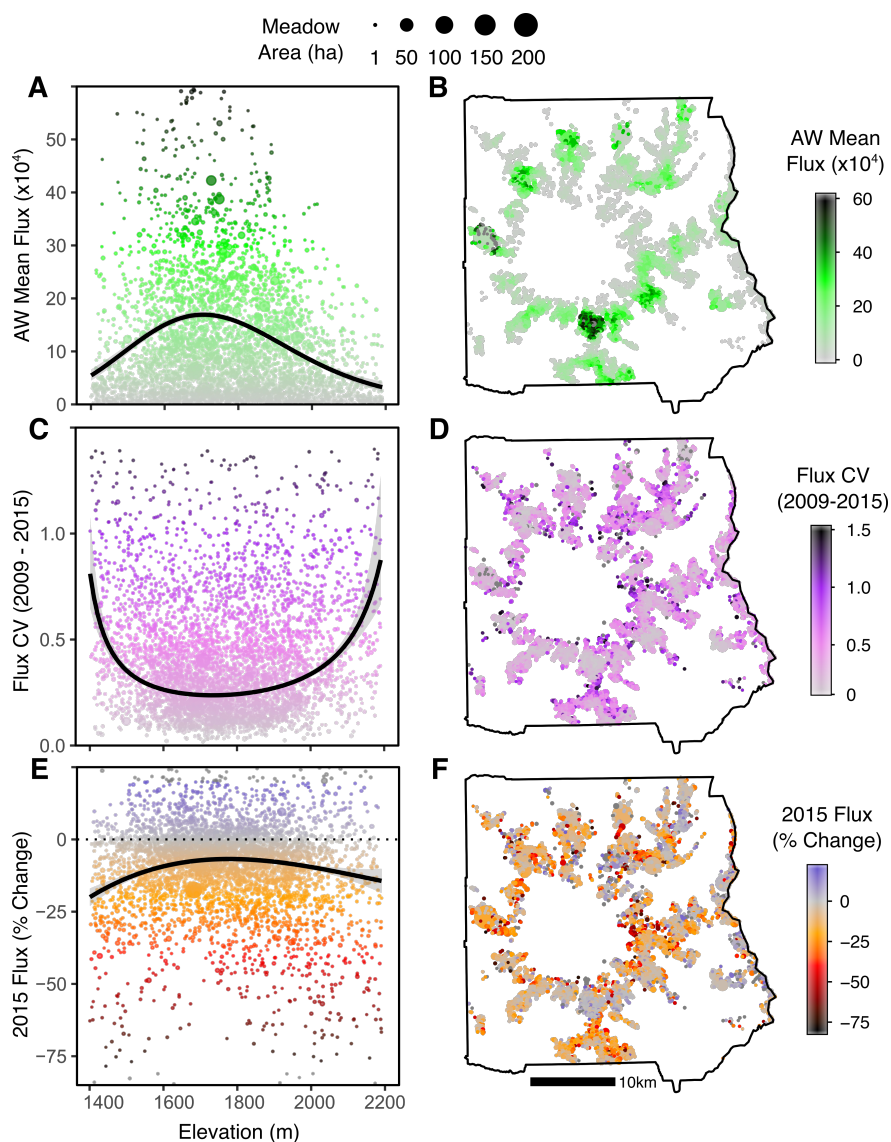 Meadow
Area (ha)
1 50 100 150 200
A
AW Mean Flux (x10⁴)
50
40
30
20
10
0
B
AW Mean
Flux (x10⁴)
60
40
20
0
C
Flux CV (2009 - 2015)
1.0
0.5
0.0
D
Flux CV
(2009-2015)
1.5
1.0
0.5
0
E
2015 Flux (% Change)
0
−25
−50
−75
1400 1600 1800 2000 2200
Elevation (m)
F
2015 Flux
(% Change)
0
−25
−50
−75
10km